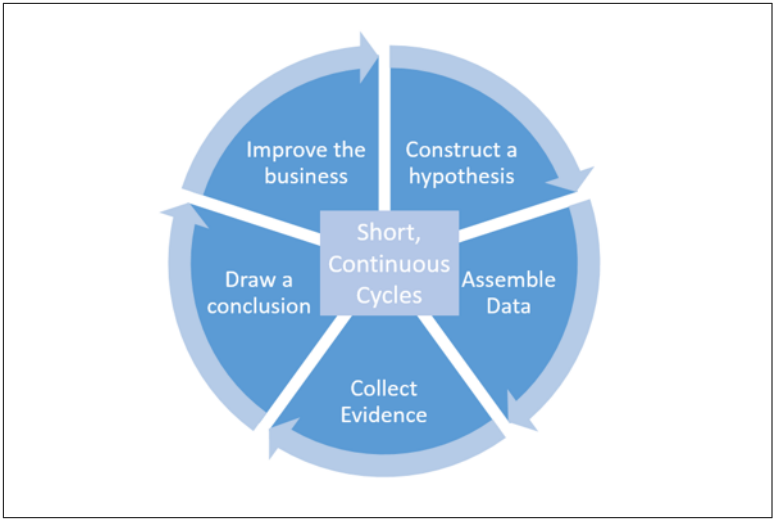 Improve the
business
Construct a
hypothesis
Short,
Continuous
Cycles
Draw a
conclusion
Assemble
Data
Collect
Evidence